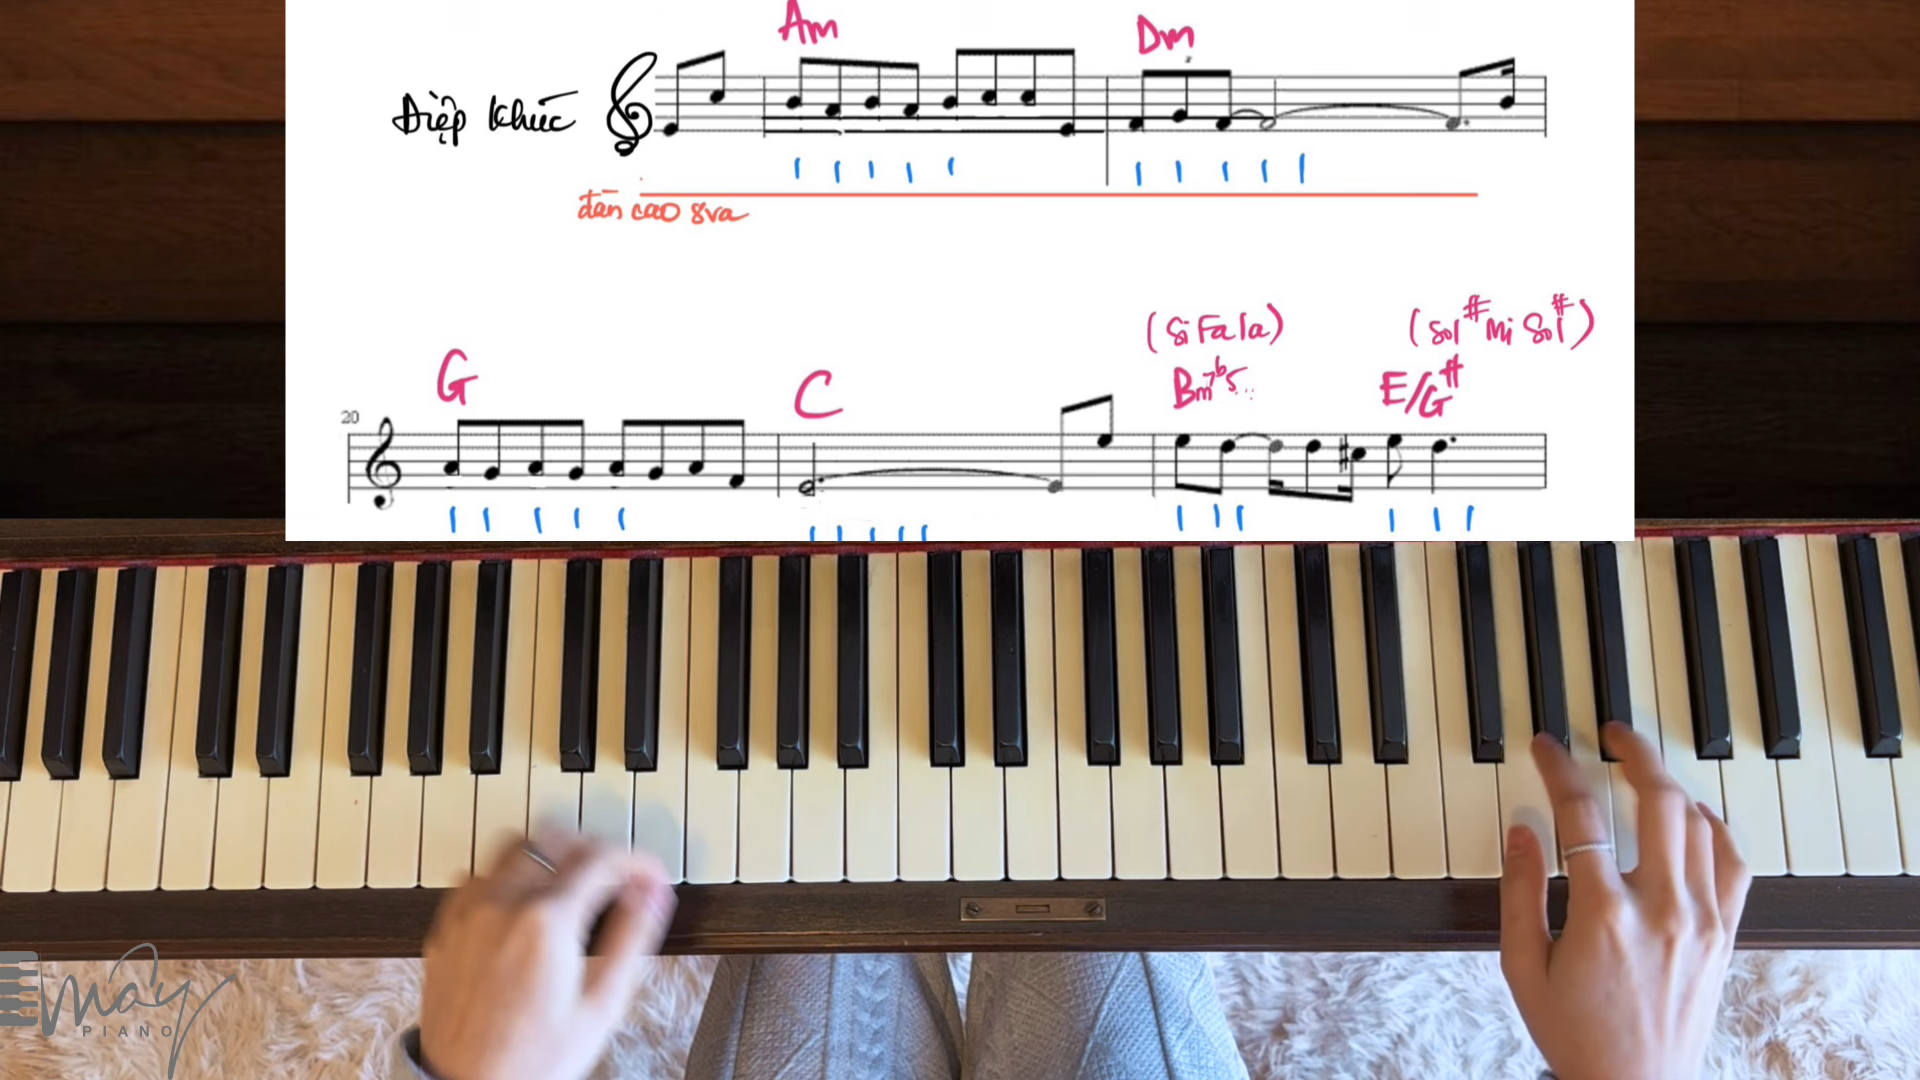 Am
Dm
Điệp khúc
đàn cao 8va
(Si Fa la)
(Sol# Mi Sol#)
G
C
Bm7b5
E/G#
20
may
PIANO